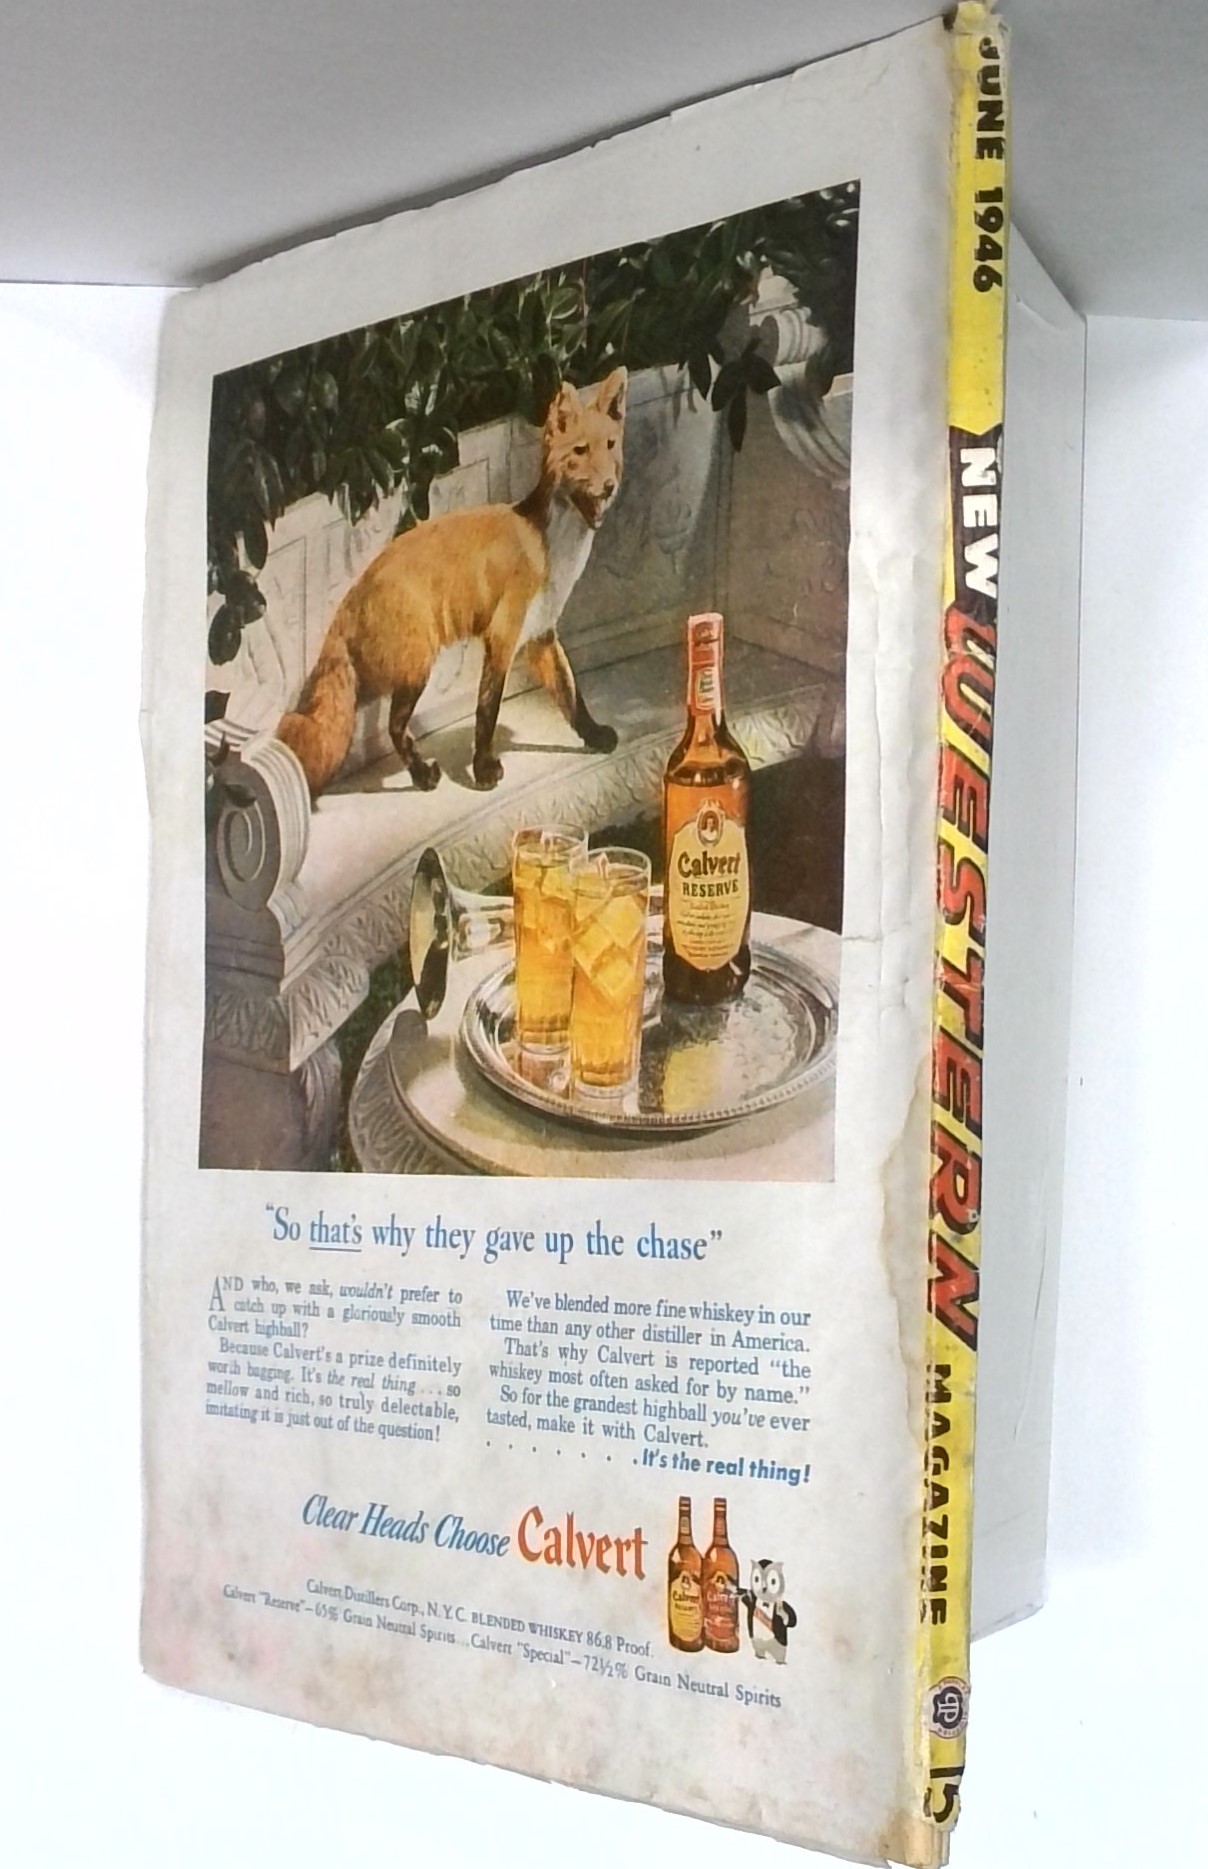 JUNE 1946
NEW WESTERN MAGAZINE
15
Calvert
RESERVE
"So that's why they gave up the chase"
AND who, we ask, wouldn't prefer to
catch up with a gloriously smooth
Calvert highball?
Because Calvert's a prize definitely
worth bagging. It's the real thing . . . so
mellow and rich, so truly delectable,
imitating it is just out of the question!
We've blended more fine whiskey in our
time than any other distiller in America.
That's why Calvert is reported "the
whiskey most often asked for by name."
So for the grandest highball you've ever
tasted, make it with Calvert.
. . . . . . . It's the real thing!
Clear Heads Choose Calvert
Calvert
Calvert
Calvert Distillers Corp., N. Y. C. BLENDED WHISKEY 86.8 Proof.
Calvert "Reserve"—65% Grain Neutral Spirits...Calvert "Special"—72½% Grain Neutral Spirits